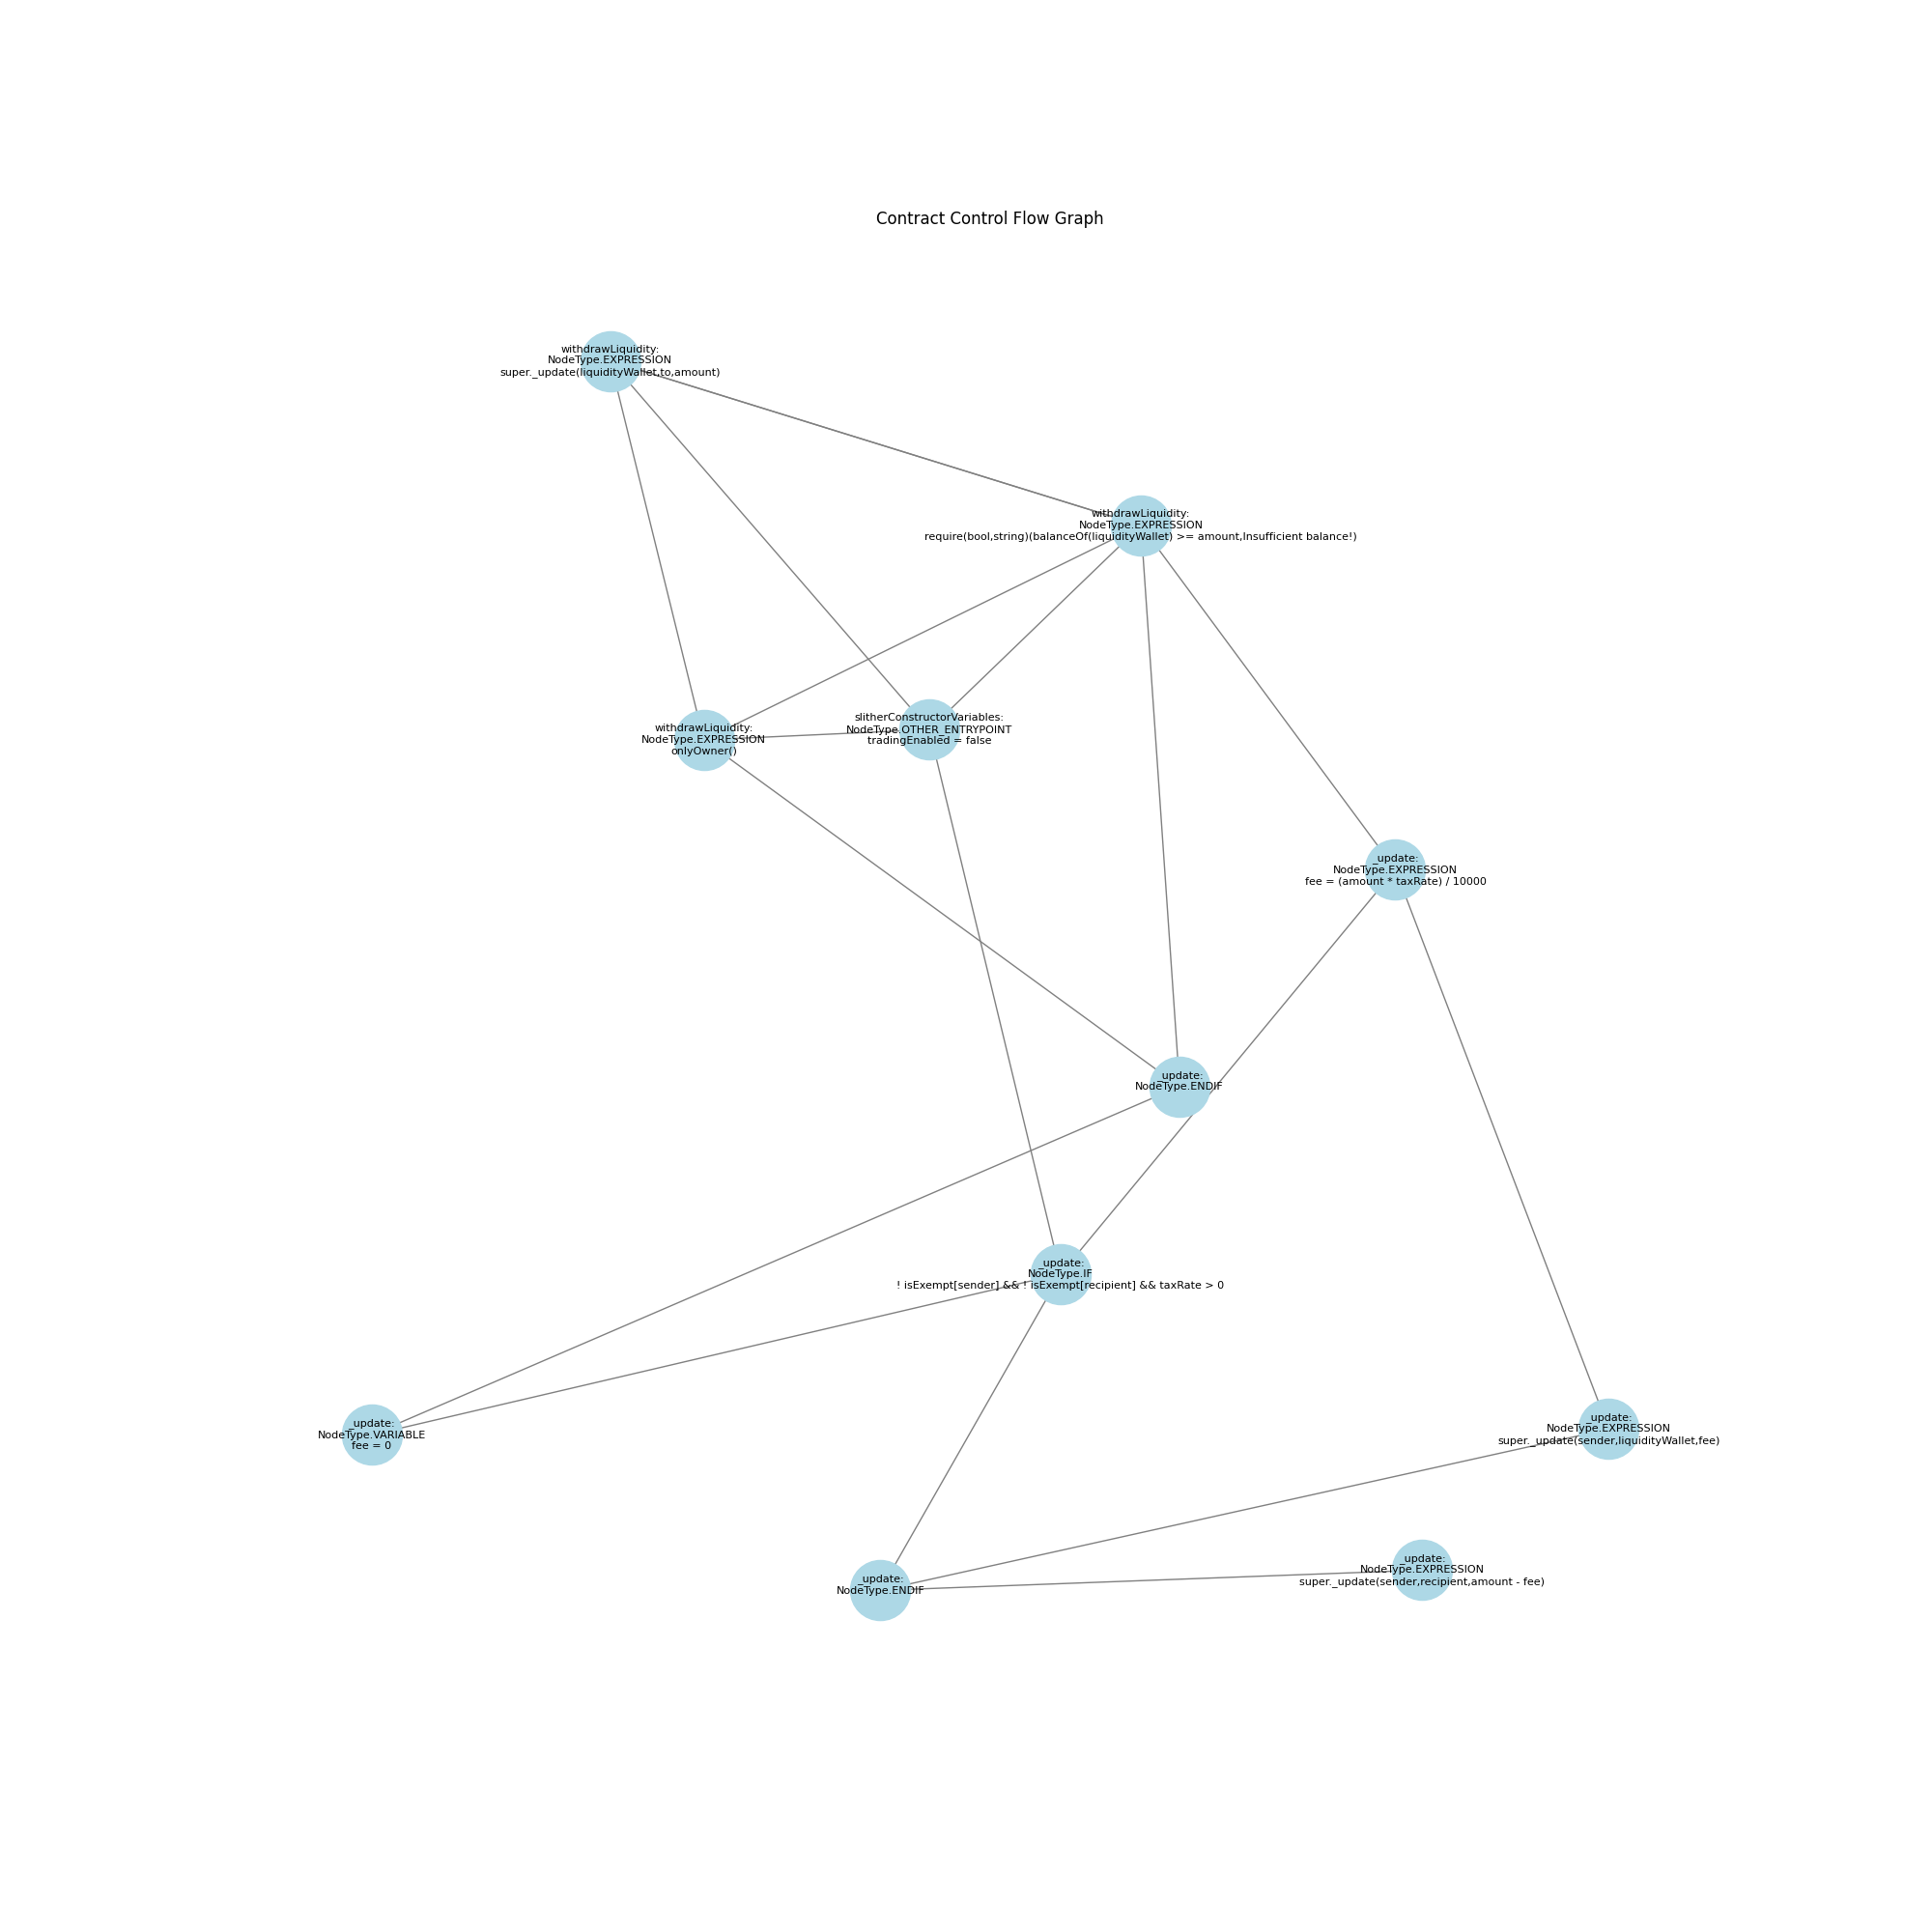 Contract Control Flow Graph
withdrawLiquidity:
NodeType.EXPRESSION
super._update(liquidityWallet,to,amount)
withdrawLiquidity:
NodeType.EXPRESSION
require(bool,string)(balanceOf(liquidityWallet) >= amount,Insufficient balance!)
withdrawLiquidity:
NodeType.EXPRESSION
onlyOwner()
slitherConstructorVariables:
NodeType.OTHER_ENTRYPOINT
tradingEnabled = false
_update:
NodeType.EXPRESSION
fee = (amount * taxRate) / 10000
_update:
NodeType.ENDIF
_update:
NodeType.IF
! isExempt[sender] && ! isExempt[recipient] && taxRate > 0
_update:
NodeType.VARIABLE
fee = 0
_update:
NodeType.EXPRESSION
super._update(sender,liquidityWallet,fee)
_update:
NodeType.ENDIF
_update:
NodeType.EXPRESSION
super._update(sender,recipient,amount - fee)